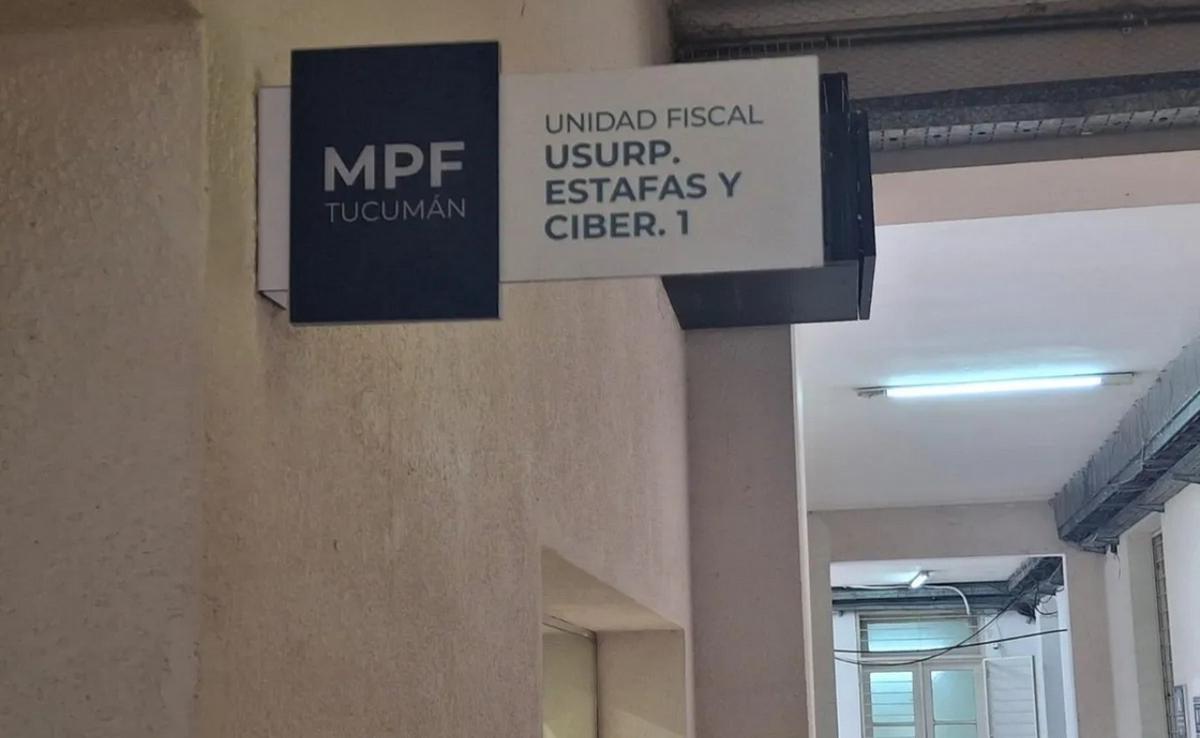 MPF
TUCUMÁN
UNIDAD FISCAL
USURP.
ESTAFAS Y
CIBER. 1